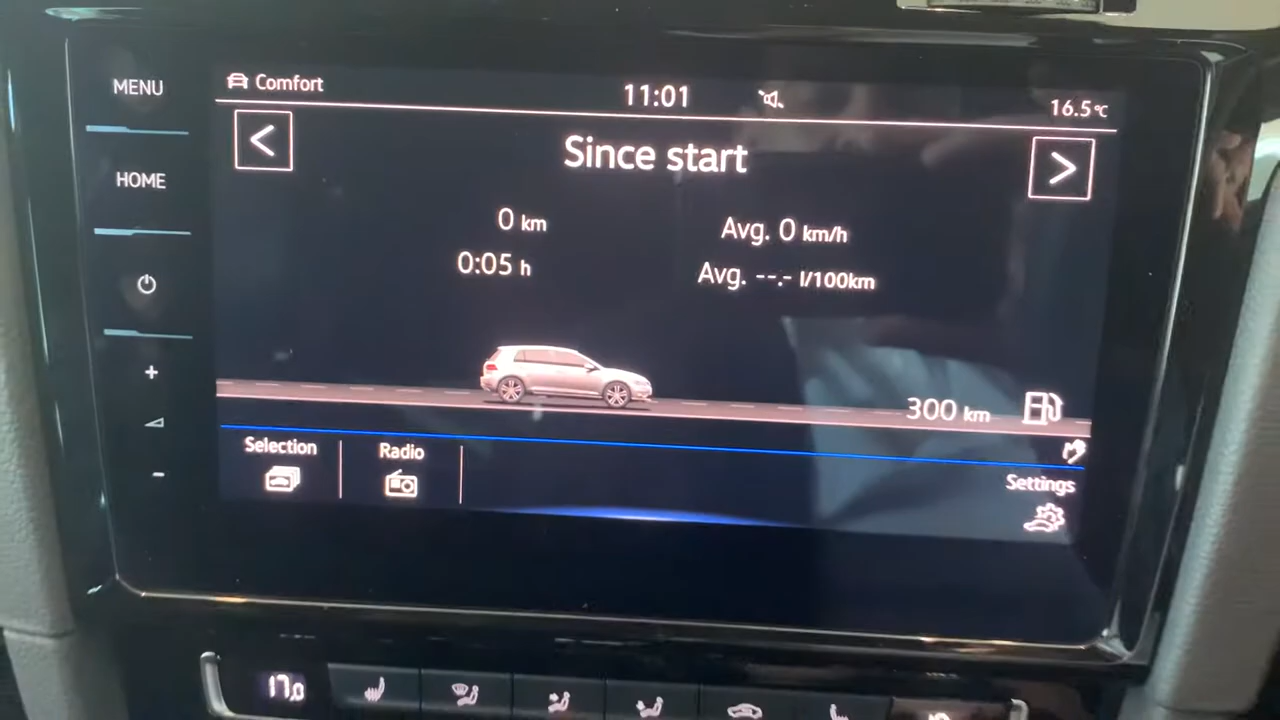 MENU
HOME
Comfort
11:01
16.5°C
<
Since start
>
0 km
Avg. 0 km/h
0:05 h
Avg. --.- l/100km
300 km
Selection
Radio
Settings
+
-
17.0